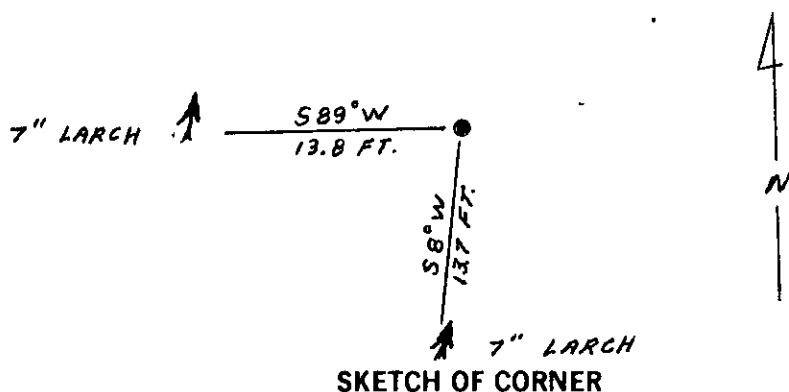 S89°W
7" LARCH
13.8 FT.
N
S8°W
13.7 FT.
7" LARCH
SKETCH OF CORNER